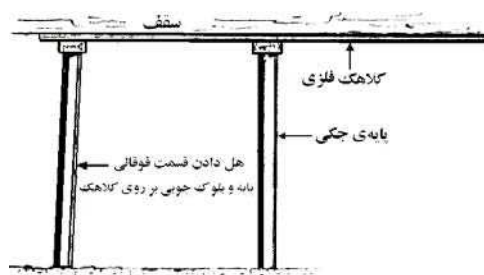 سقف
کلاهک فلزی
پایه‌ی جکی
هل دادن قسمت فوقانی
پایه و بلوک چوبی بر روی کلاهک